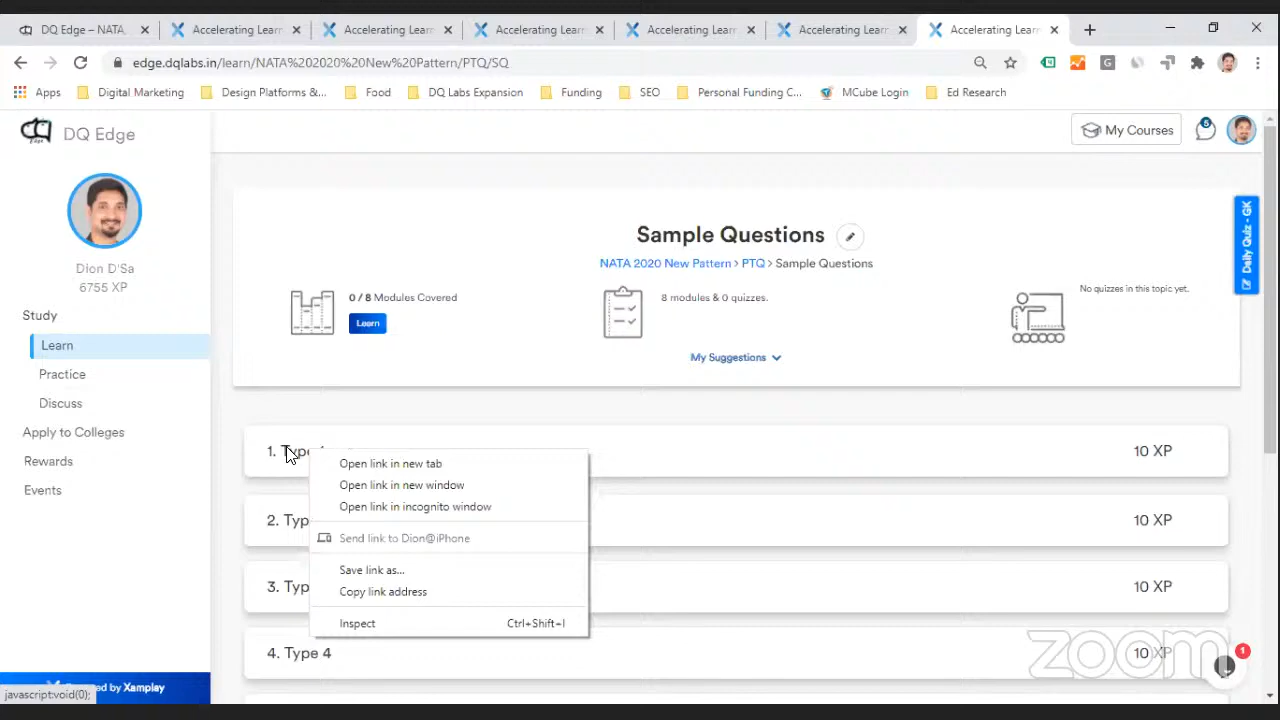 DQ Edge – NATA
Accelerating Learn
Accelerating Learn
Accelerating Learn
Accelerating Learn
Accelerating Learn
Accelerating Learn
edge.dqlabs.in/learn/NATA%202020%20New%20Pattern/PTQ/SQ
Apps
Digital Marketing
Design Platforms &...
Food
DQ Labs Expansion
Funding
SEO
Personal Funding C...
MCube Login
Ed Research
DQ Edge
My Courses
5
Dion D'Sa
6755 XP
Study
Learn
Practice
Discuss
Apply to Colleges
Rewards
Events
Sample Questions
NATA 2020 New Pattern > PTQ > Sample Questions
0 / 8 Modules Covered
Learn
8 modules & 0 quizzes.
No quizzes in this topic yet.
My Suggestions
Daily Quiz - GK
1. Type 1
10 XP
Open link in new tab
Open link in new window
Open link in incognito window
Send link to Dion@iPhone
Save link as...
Copy link address
Inspect
Ctrl+Shift+I
2. Typ
10 XP
3. Typ
10 XP
4. Type 4
10 XP
zoom
1
by Xamplay
javascript:void(0);